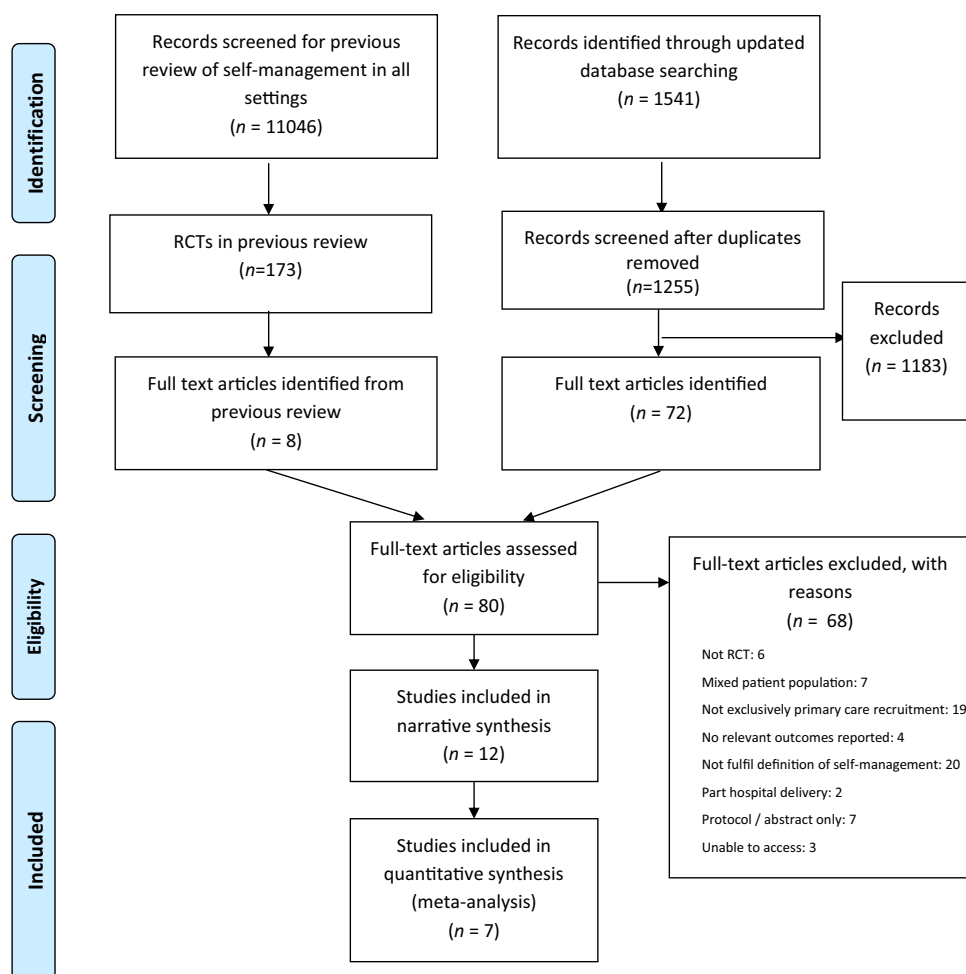 Identification
Records screened for previous
review of self-management in all
settings
(n = 11046)
Records identified through updated
database searching
(n = 1541)
Screening
RCTs in previous review
(n=173)
Records screened after duplicates
removed
(n=1255)
Records
excluded
(n = 1183)
Full text articles identified from
previous review
(n = 8)
Full text articles identified
(n = 72)
Eligibility
Full-text articles assessed
for eligibility
(n = 80)
Full-text articles excluded, with
reasons
(n =  68)
Not RCT: 6
Mixed patient population: 7
Not exclusively primary care recruitment: 19
No relevant outcomes reported: 4
Not fulfil definition of self-management: 20
Part hospital delivery: 2
Protocol / abstract only: 7
Unable to access: 3
Included
Studies included in
narrative synthesis
(n = 12)
Studies included in
quantitative synthesis
(meta-analysis)
(n = 7)